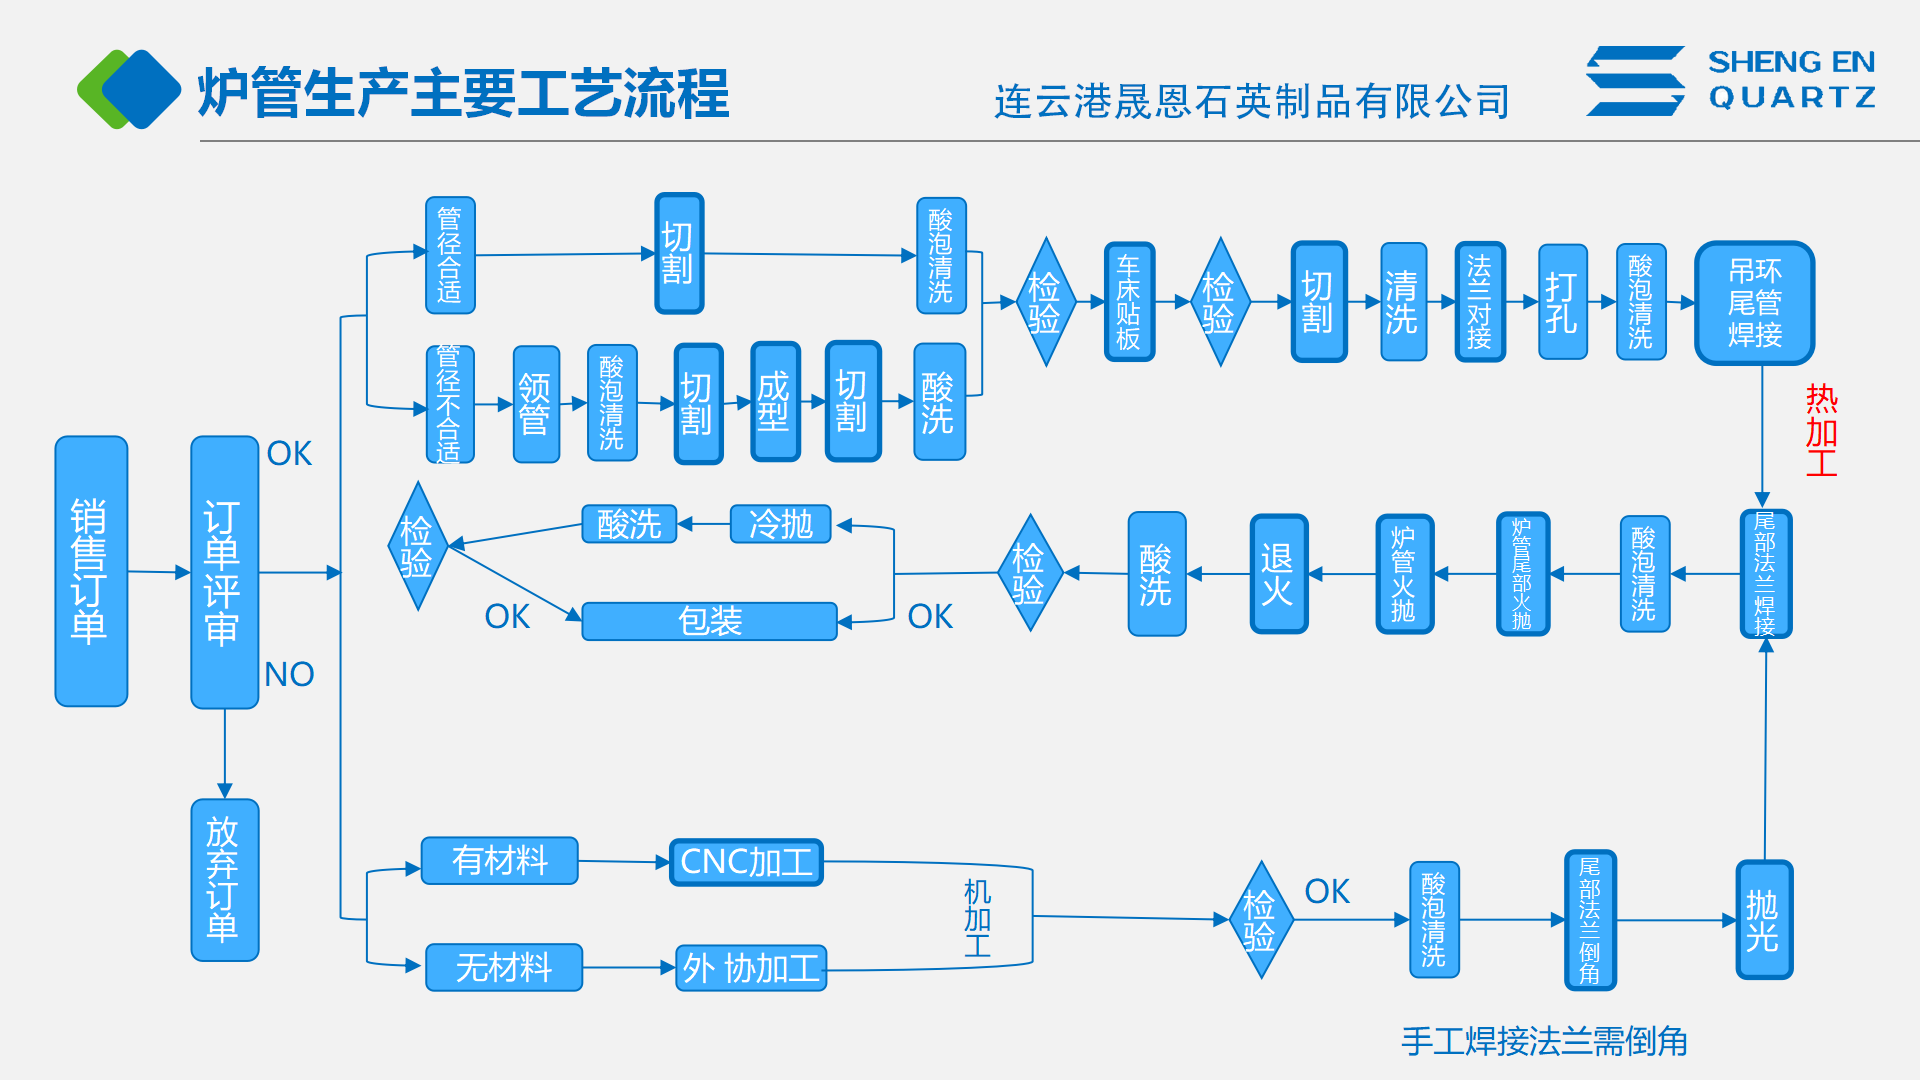 炉管生产主要工艺流程
连云港晟恩石英制品有限公司
SHENG EN
QUARTZ
管径合适
切割
酸泡清洗
检验
车床贴板
检验
切割
清洗
法兰对接
打孔
酸泡清洗
吊环
尾管
焊接
管径不合适
领管
酸泡清洗
切割
成型
切割
酸洗
热加工
销售订单
订单评审
OK
NO
放弃订单
检验
酸洗
冷抛
OK
包装
OK
检验
酸洗
退火
炉管火抛
炉管尾部火抛
酸泡清洗
尾部法兰焊接
有材料
CNC加工
机加工
无材料
外 协加工
检验
OK
酸泡清洗
尾部法兰倒角
抛光
手工焊接法兰需倒角